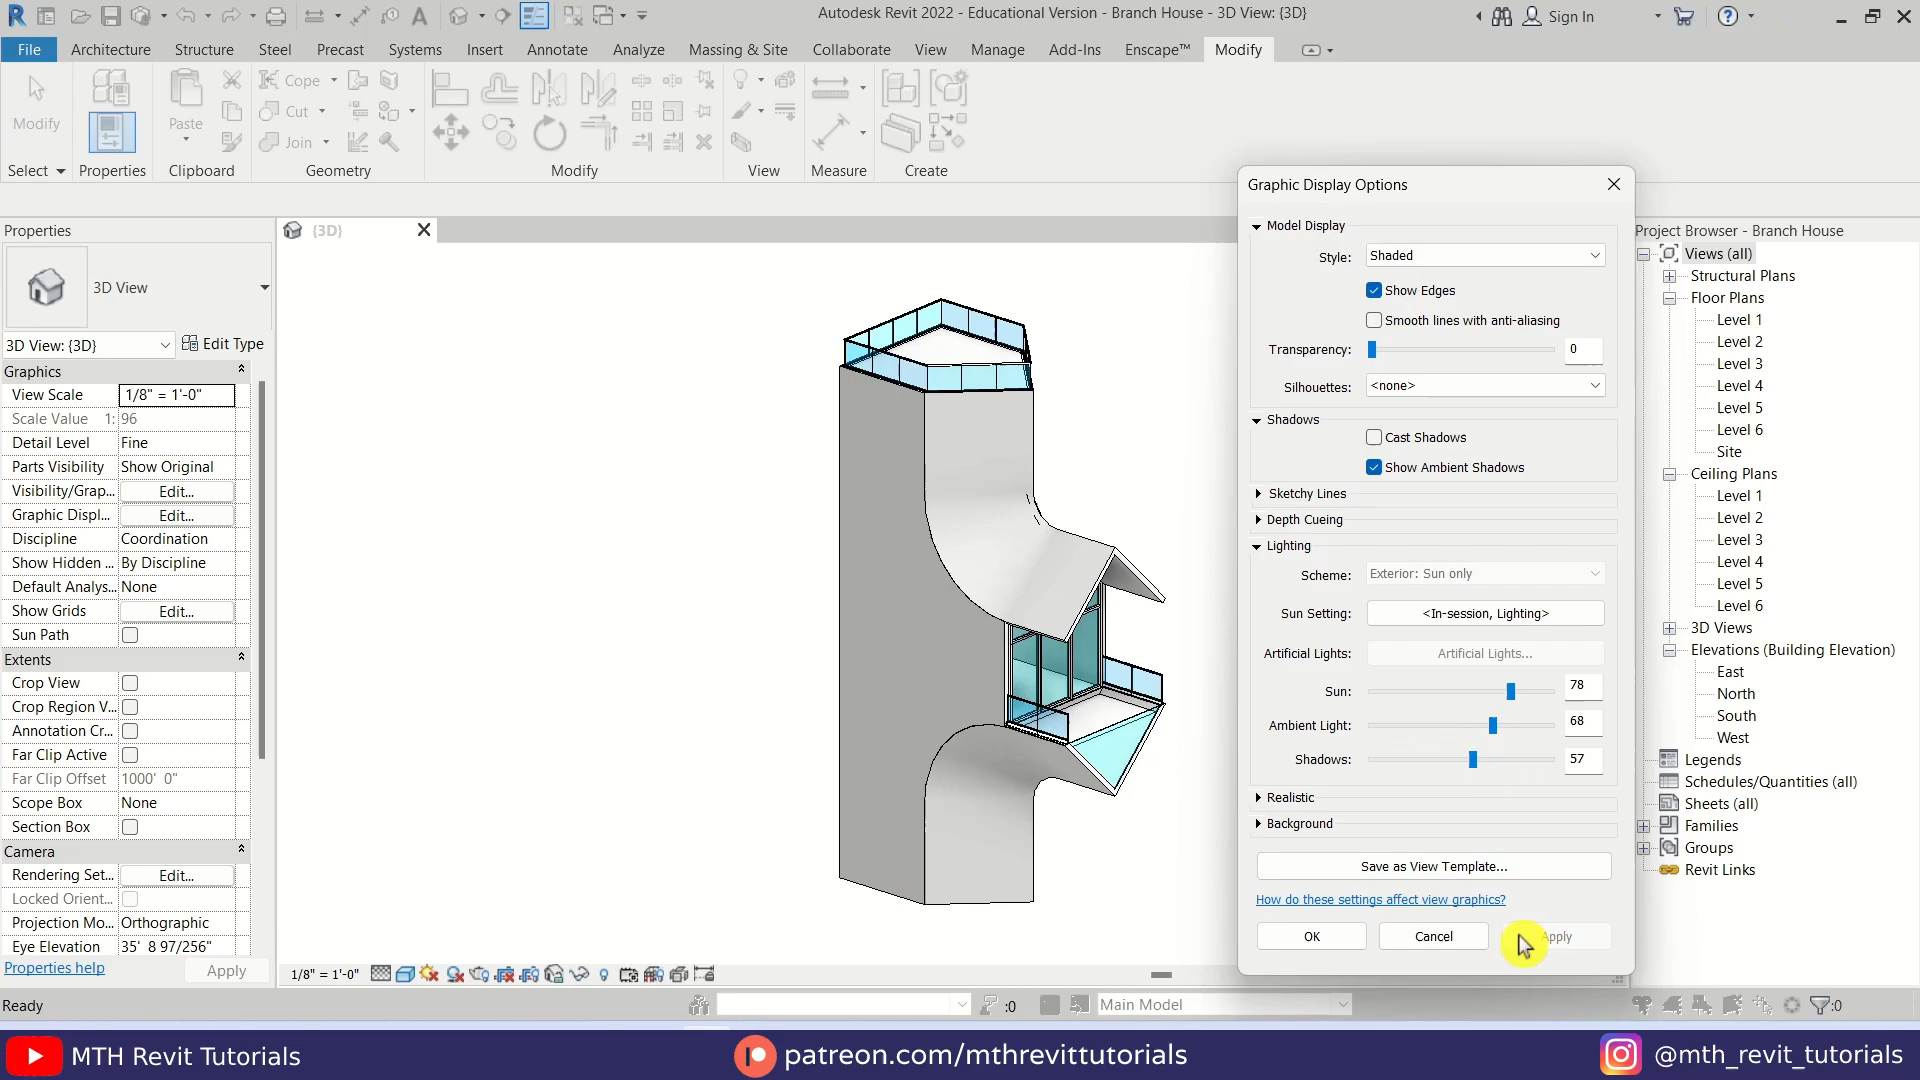 Autodesk Revit 2022 - Educational Version - Branch House - 3D View: {3D}
Sign In
File Architecture Structure Steel Precast Systems Insert Annotate Analyze Massing & Site Collaborate View Manage Add-Ins Enscape™ Modify
Modify
Paste
Cope
Cut
Join
Select Properties Clipboard Geometry Modify View Measure Create
Properties
3D View
3D View: {3D}
Edit Type
Graphics
View Scale 1/8" = 1'-0"
Scale Value 1: 96
Detail Level Fine
Parts Visibility Show Original
Visibility/Grap... Edit...
Graphic Displ... Edit...
Discipline Coordination
Show Hidden ... By Discipline
Default Analys... None
Show Grids Edit...
Sun Path
Extents
Crop View
Crop Region V...
Annotation Cr...
Far Clip Active
Far Clip Offset 1000' 0"
Scope Box None
Section Box
Camera
Rendering Set... Edit...
Locked Orient...
Projection Mo... Orthographic
Eye Elevation 35' 8 97/256"
Properties help
Apply
{3D}
1/8" = 1'-0"
Graphic Display Options
Model Display
Style: Shaded
Show Edges
Smooth lines with anti-aliasing
Transparency: 0
Silhouettes: <none>
Shadows
Cast Shadows
Show Ambient Shadows
Sketchy Lines
Depth Cueing
Lighting
Scheme: Exterior: Sun only
Sun Setting: <In-session, Lighting>
Artificial Lights: Artificial Lights...
Sun: 78
Ambient Light: 68
Shadows: 57
Realistic
Background
Save as View Template...
How do these settings affect view graphics?
OK
Cancel
Apply
Project Browser - Branch House
Views (all)
Structural Plans
Floor Plans
Level 1
Level 2
Level 3
Level 4
Level 5
Level 6
Site
Ceiling Plans
Level 1
Level 2
Level 3
Level 4
Level 5
Level 6
3D Views
Elevations (Building Elevation)
East
North
South
West
Legends
Schedules/Quantities (all)
Sheets (all)
Families
Groups
Revit Links
Ready
:0
Main Model
:0
MTH Revit Tutorials
patreon.com/mthrevittutorials
@mth_revit_tutorials